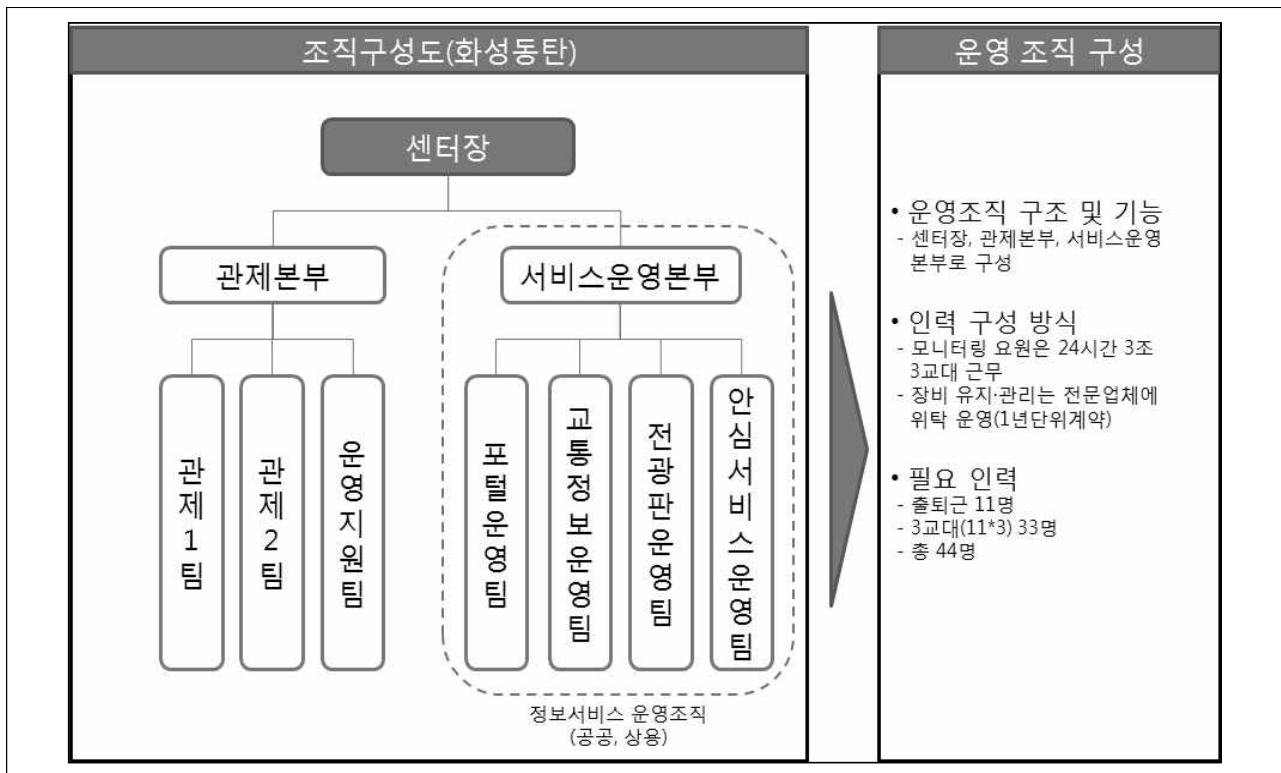 조직구성도(화성동탄)
센터장
관제본부
서비스운영본부
관제1팀
관제2팀
운영지원팀
포털운영팀
교통정보운영팀
전광판운영팀
안심서비스운영팀
정보서비스 운영조직
(공공, 상용)
운영 조직 구성
• 운영조직 구조 및 기능
- 센터장, 관제본부, 서비스운영
본부로 구성
• 인력 구성 방식
- 모니터링 요원은 24시간 3조
3교대 근무
- 장비 유지·관리는 전문업체에
위탁 운영(1년단위계약)
• 필요 인력
- 출퇴근 11명
- 3교대(11*3) 33명
- 총 44명